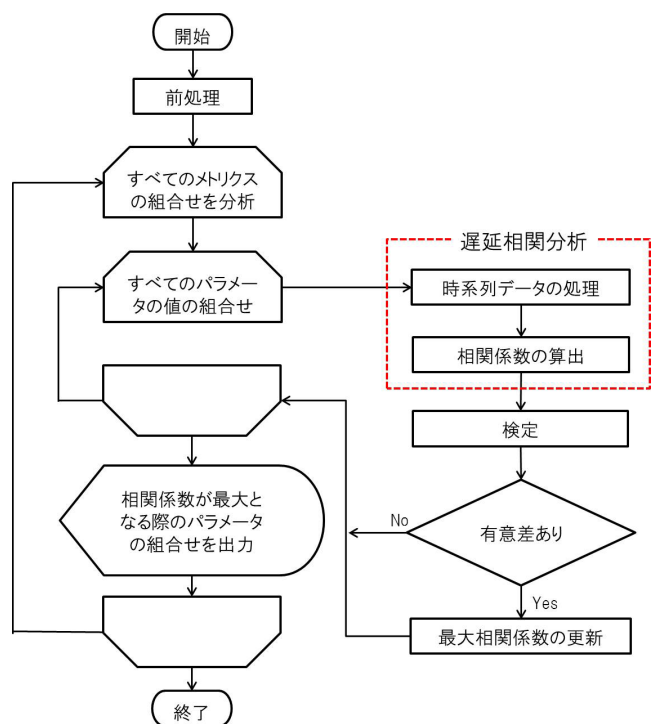 開始
前処理
すべてのメトリクス
の組合せを分析
すべてのパラメー
タの値の組合せ
遅延相関分析
時系列データの処理
相関係数の算出
検定
有意差あり
No
Yes
最大相関係数の更新
相関係数が最大と
なる際のパラメータ
の組合せを出力
終了